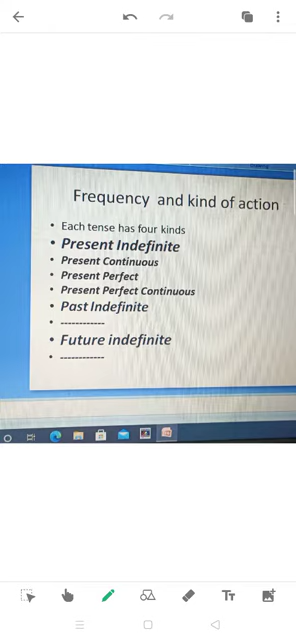 Frequency and kind of action
• Each tense has four kinds
• Present Indefinite
• Present Continuous
• Present Perfect
• Present Perfect Continuous
• Past Indefinite
• ------------
• Future indefinite
• ------------
Tт